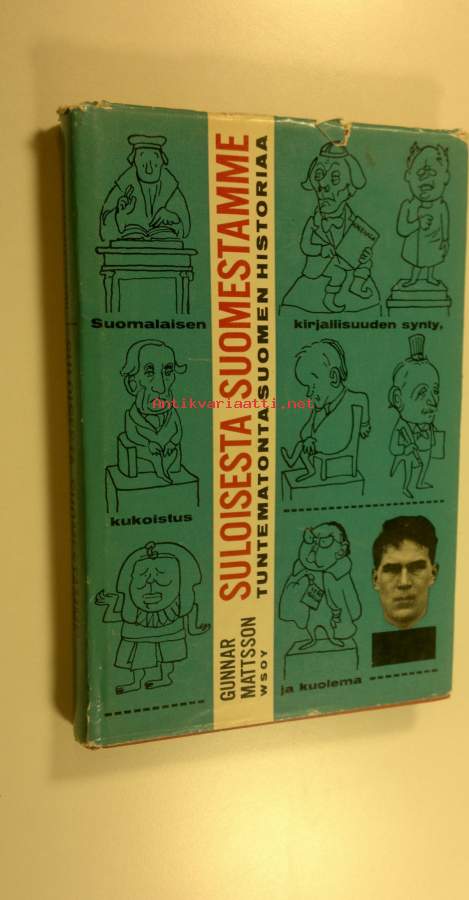 Suomalaisen
kirjallisuuden synty,
kukoistus
ja kuolema
SULOISESTA SUOMESTAMME
TUNTEMATONTA SUOMEN HISTORIAA
GUNNAR
MATTSSON
WSOY
Antikvariaatti.net